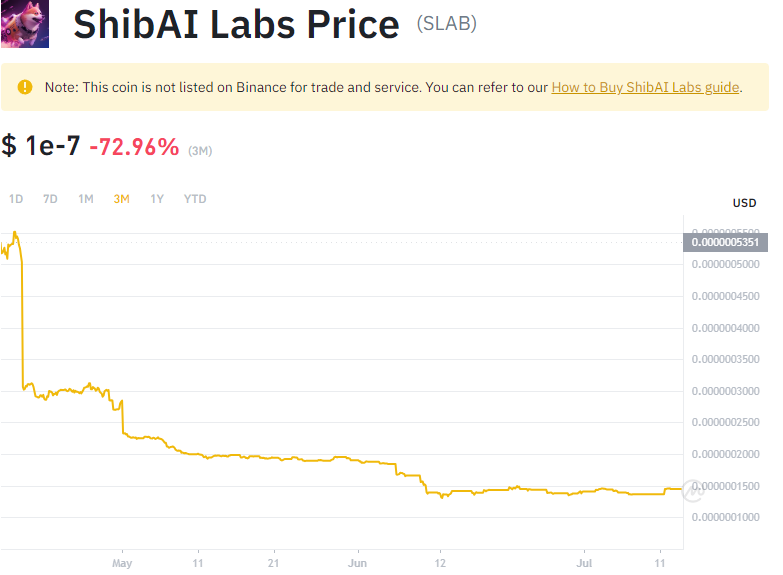 ShibAI Labs Price (SLAB)
Note: This coin is not listed on Binance for trade and service. You can refer to our How to Buy ShibAI Labs guide.
$ 1e-7 -72.96% (3M)
1D 7D 1M 3M 1Y YTD
USD
0.0000005500
0.0000005351
0.0000005000
0.0000004500
0.0000004000
0.0000003500
0.0000003000
0.0000002500
0.0000002000
0.0000001500
0.0000001000
May 11 21 Jun 12 Jul 11